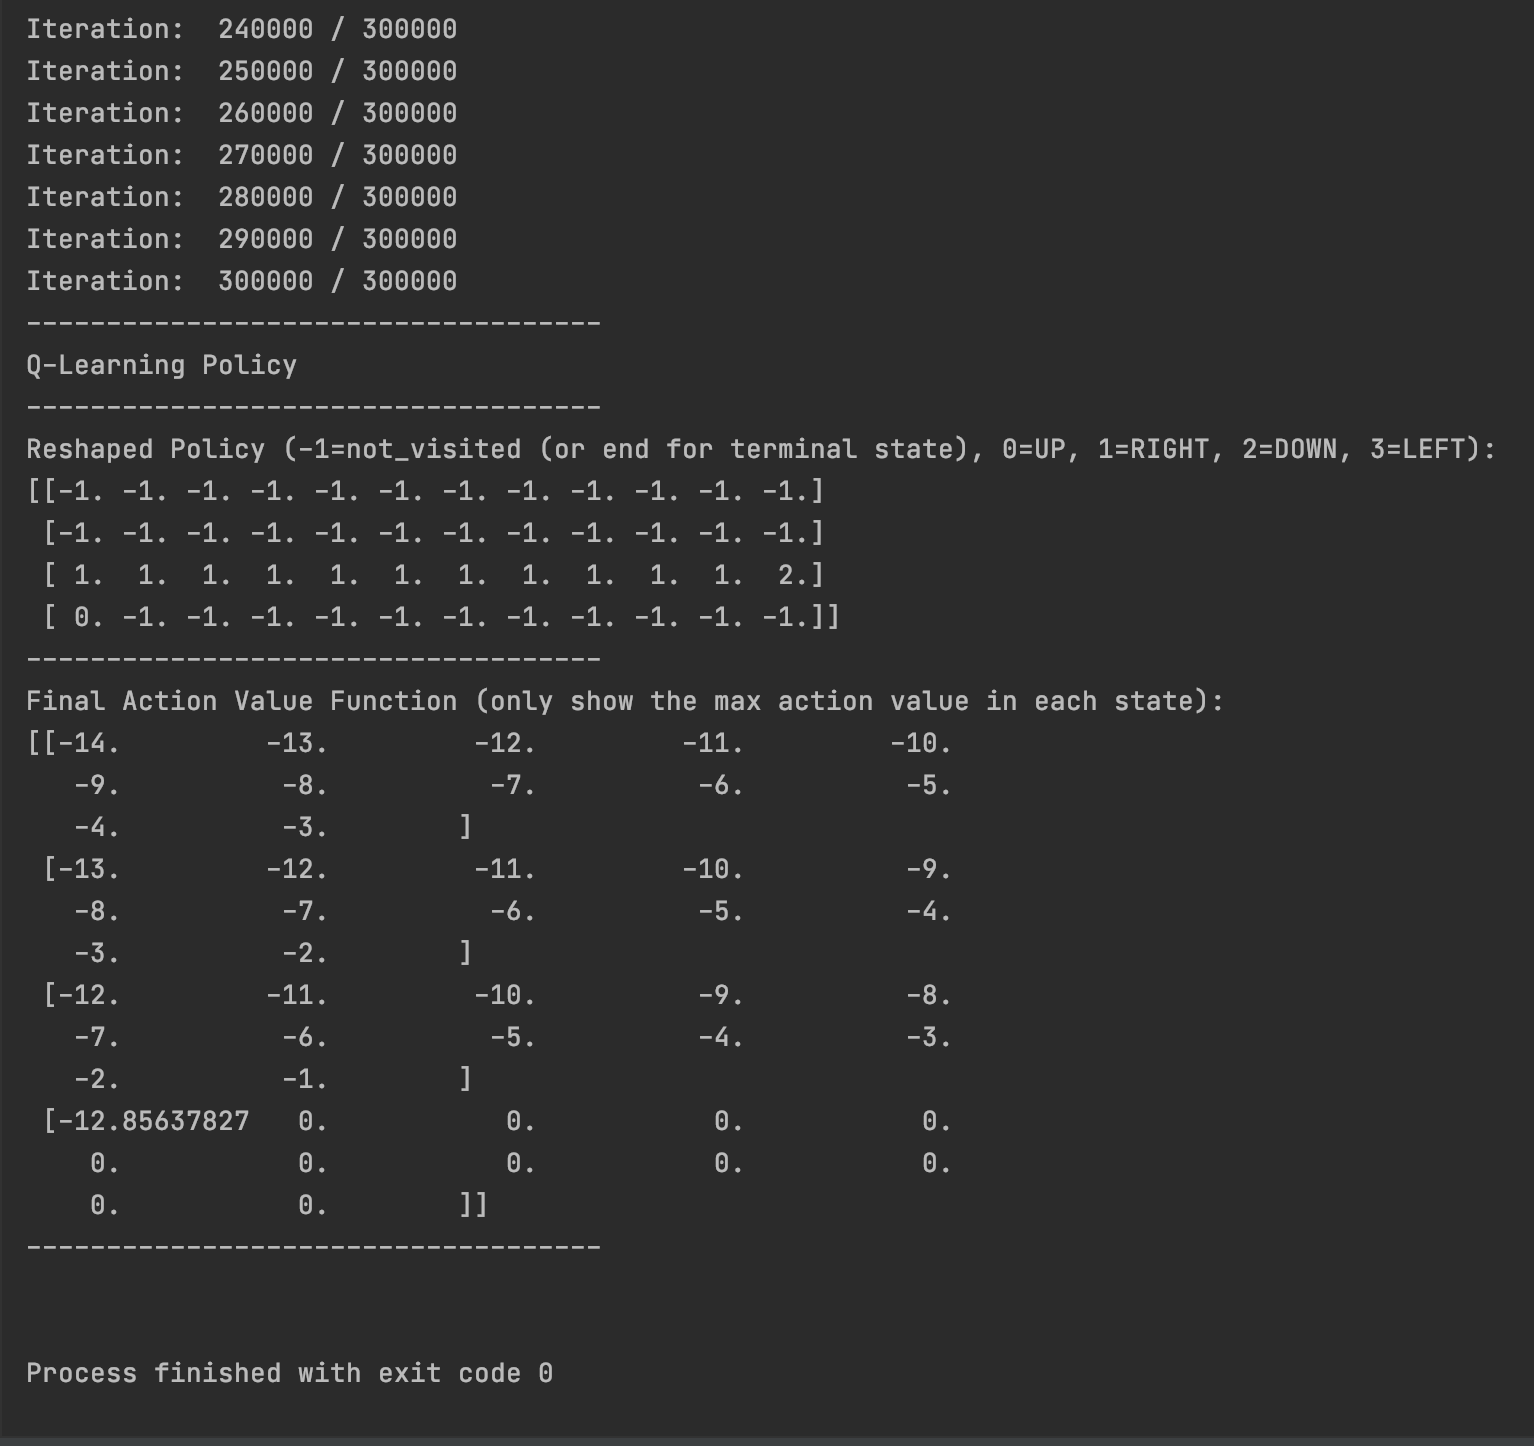 Iteration:  240000 / 300000
Iteration:  250000 / 300000
Iteration:  260000 / 300000
Iteration:  270000 / 300000
Iteration:  280000 / 300000
Iteration:  290000 / 300000
Iteration:  300000 / 300000
------------------------------------
Q-Learning Policy
------------------------------------
Reshaped Policy (-1=not_visited (or end for terminal state), 0=UP, 1=RIGHT, 2=DOWN, 3=LEFT):
[[-1. -1. -1. -1. -1. -1. -1. -1. -1. -1. -1. -1.]
 [-1. -1. -1. -1. -1. -1. -1. -1. -1. -1. -1. -1.]
 [ 1.  1.  1.  1.  1.  1.  1.  1.  1.  1.  1.  2.]
 [ 0. -1. -1. -1. -1. -1. -1. -1. -1. -1. -1. -1.]]
------------------------------------
Final Action Value Function (only show the max action value in each state):
[[-14.         -13.         -12.         -11.         -10.
   -9.          -8.          -7.          -6.          -5.
   -4.          -3.        ]
 [-13.         -12.         -11.         -10.          -9.
   -8.          -7.          -6.          -5.          -4.
   -3.          -2.        ]
 [-12.         -11.         -10.          -9.          -8.
   -7.          -6.          -5.          -4.          -3.
   -2.          -1.        ]
 [-12.85637827   0.           0.           0.           0.
    0.           0.           0.           0.           0.
    0.           0.        ]]
------------------------------------
Process finished with exit code 0